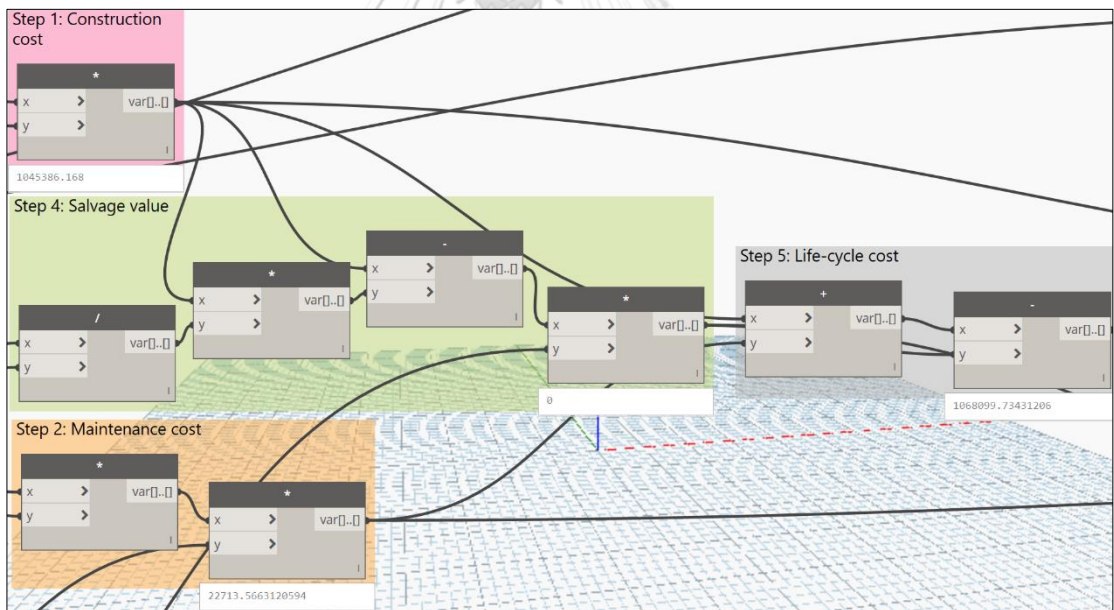 Step 1: Construction
cost
*
x > var[]..[]
y >
l
1045386.168
Step 4: Salvage value
-
x > var[]..[]
y >
l
*
x > var[]..[]
y >
l
/
x > var[]..[]
y >
l
*
x > var[]..[]
y >
l
0
Step 5: Life-cycle cost
+
x > var[]..[]
y >
l
-
x > var[]..[]
y >
l
1068099.73431206
Step 2: Maintenance cost
*
x > var[]..[]
y >
l
*
x > var[]..[]
y >
l
22713.5663120594